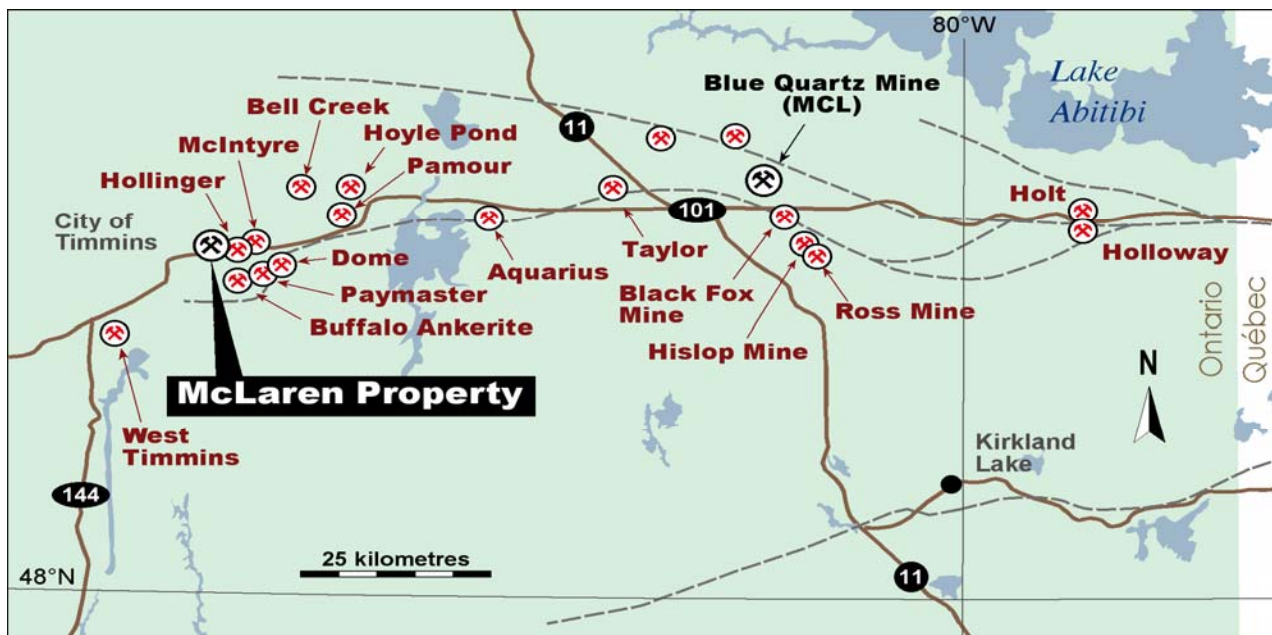 80°W
Lake
Abitibi
Blue Quartz Mine
(MCL)
Bell Creek
Hoyle Pond
McIntyre
Pamour
Hollinger
11
City of
Timmins
101
Holt
Dome
Aquarius
Taylor
Holloway
Paymaster
Black Fox
Mine
Ross Mine
Buffalo Ankerite
Hislop Mine
Ontario
Québec
N
McLaren Property
West
Timmins
Kirkland
Lake
144
25 kilometres
48°N
11